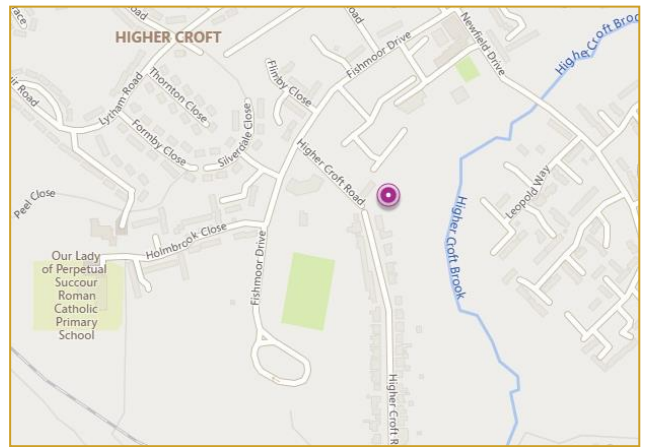 HIGHER CROFT
Road
Road
Lytham Road
Thornton Close
Formby Close
Silverdale Close
Flimby Close
Fishmoor Drive
Newfield Drive
Higher Croft Road
Higher Croft Brook
Leopold Way
Peel Close
Holmbrook Close
Fishmoor Drive
Our Lady
of Perpetual
Succour
Roman
Catholic
Primary
School
Higher Croft Brook
Higher Croft R